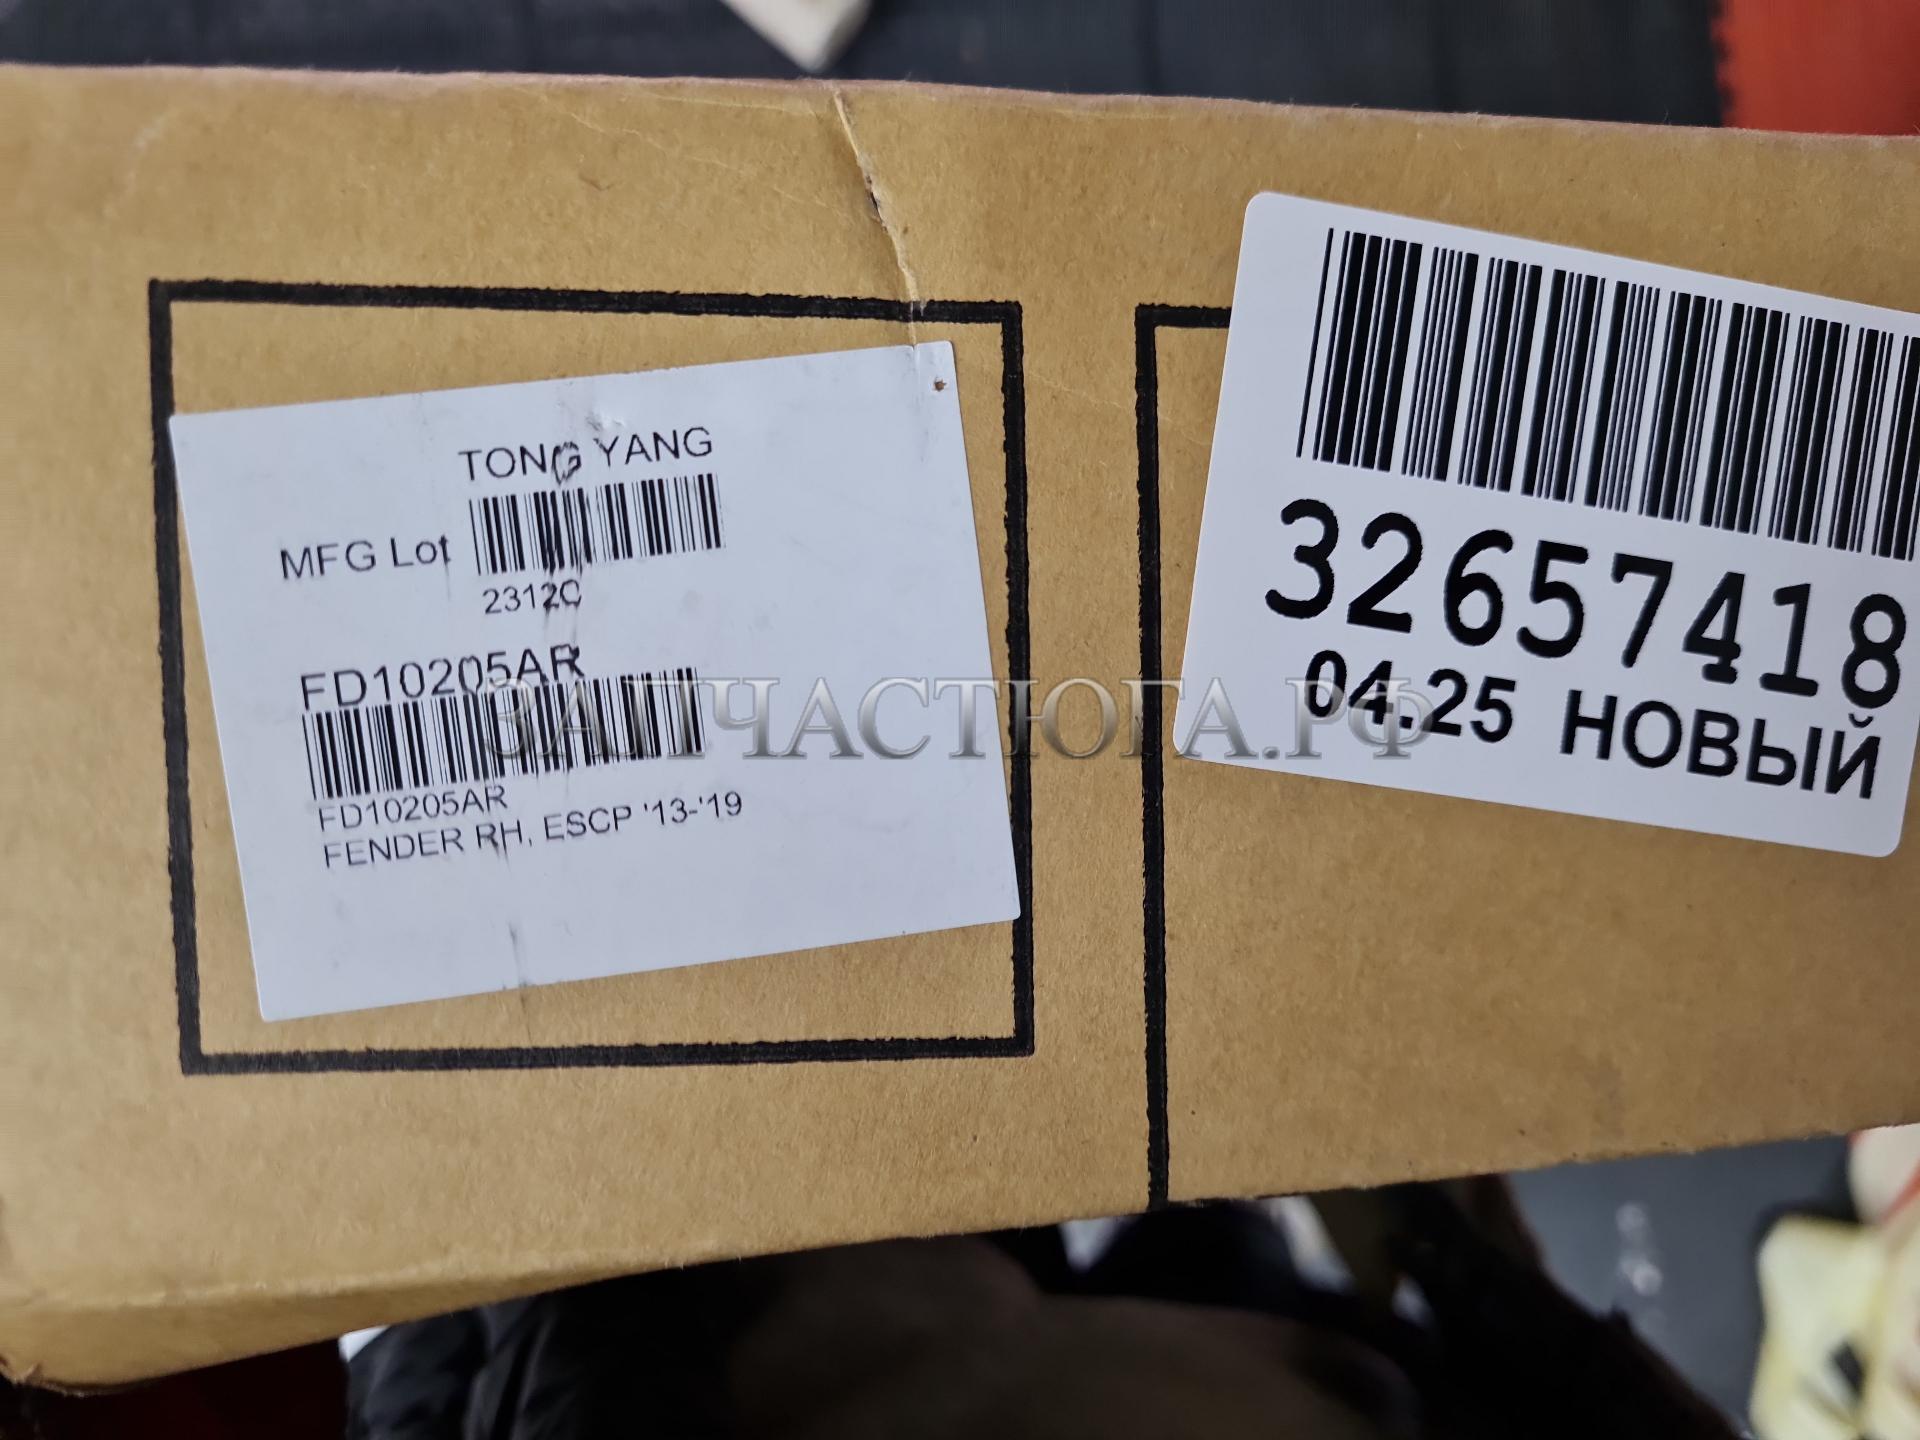 TONG YANG
MFG Lot
2312C
FD10205AR
FD10205AR
FENDER RH, ESCP '13-'19
32657418
04.25 НОВЫЙ
ЗАПЧАСТЮГА.РФ